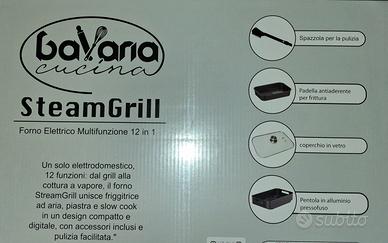 bavaria
cucina
SteamGrill
Forno Elettrico Multifunzione 12 in 1
Un solo elettrodomestico,
12 funzioni: dal grill alla
cottura a vapore, il forno
SteamGrill unisce friggitrice
ad aria, piastra e slow cook
in un design compatto e
digitale, con accessori inclusi e
pulizia facilitata."
Spazzola per la pulizia
Padella antiaderente
per frittura
coperchio in vetro
Pentola in alluminio
pressofuso
subito